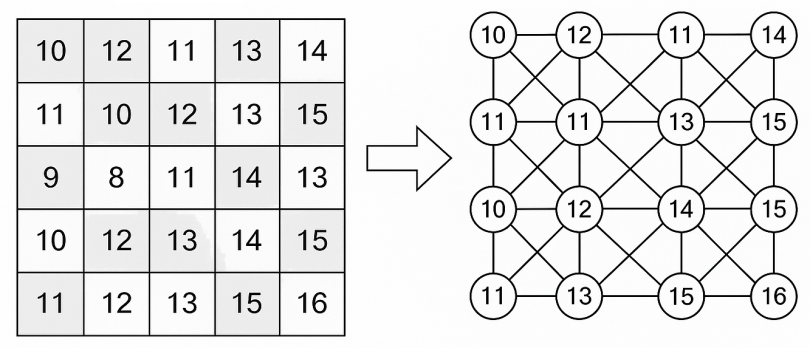 10 12 11 13 14
11 10 12 13 15
9 8 11 14 13
10 12 13 14 15
11 12 13 15 16
10 12 11 14
11 11 13 15
10 12 14 15
11 13 15 16